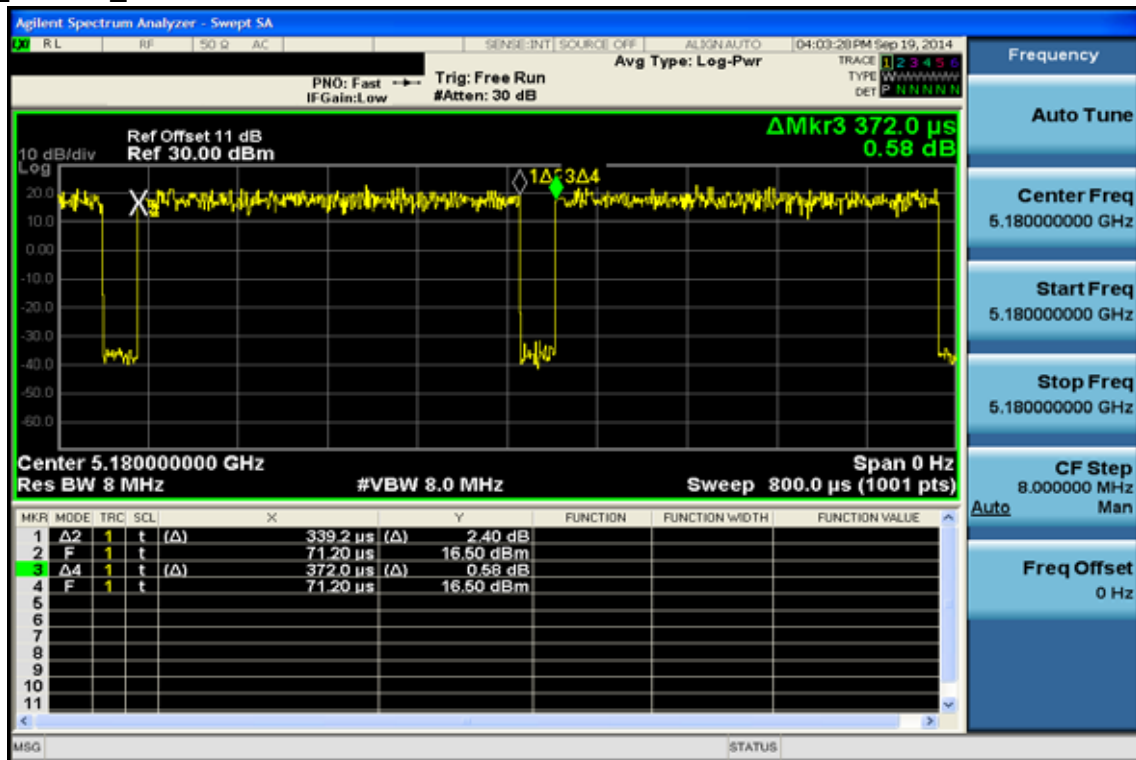 Agilent Spectrum Analyzer - Swept SA
RL RF 50 Ω AC SENSE:INT SOURCE OFF ALIGNAUTO 04:03:28PM Sep 19, 2014
Avg Type: Log-Pwr
TRACE 1 2 3 4 5 6
PNO: Fast Trig: Free Run
TYPE WWWWWW
IFGain:Low #Atten: 30 dB
DET P N N N N N
Ref Offset 11 dB
10 dB/div Ref 30.00 dBm
ΔMkr3 372.0 µs
0.58 dB
Log
1Δ2 3Δ4
20.0
10.0
0.00
-10.0
-20.0
-30.0
-40.0
-50.0
-60.0
Center 5.180000000 GHz Span 0 Hz
Res BW 8 MHz #VBW 8.0 MHz Sweep 800.0 µs (1001 pts)
MKR MODE TRC SCL X Y FUNCTION FUNCTION WIDTH FUNCTION VALUE
1 Δ2 1 t (Δ) 339.2 µs (Δ) 2.40 dB
2 F 1 t 71.20 µs 16.50 dBm
3 Δ4 1 t (Δ) 372.0 µs (Δ) 0.58 dB
4 F 1 t 71.20 µs 16.50 dBm
5
6
7
8
9
10
11
MSG STATUS
Frequency
Auto Tune
Center Freq
5.180000000 GHz
Start Freq
5.180000000 GHz
Stop Freq
5.180000000 GHz
CF Step
8.000000 MHz
Auto Man
Freq Offset
0 Hz